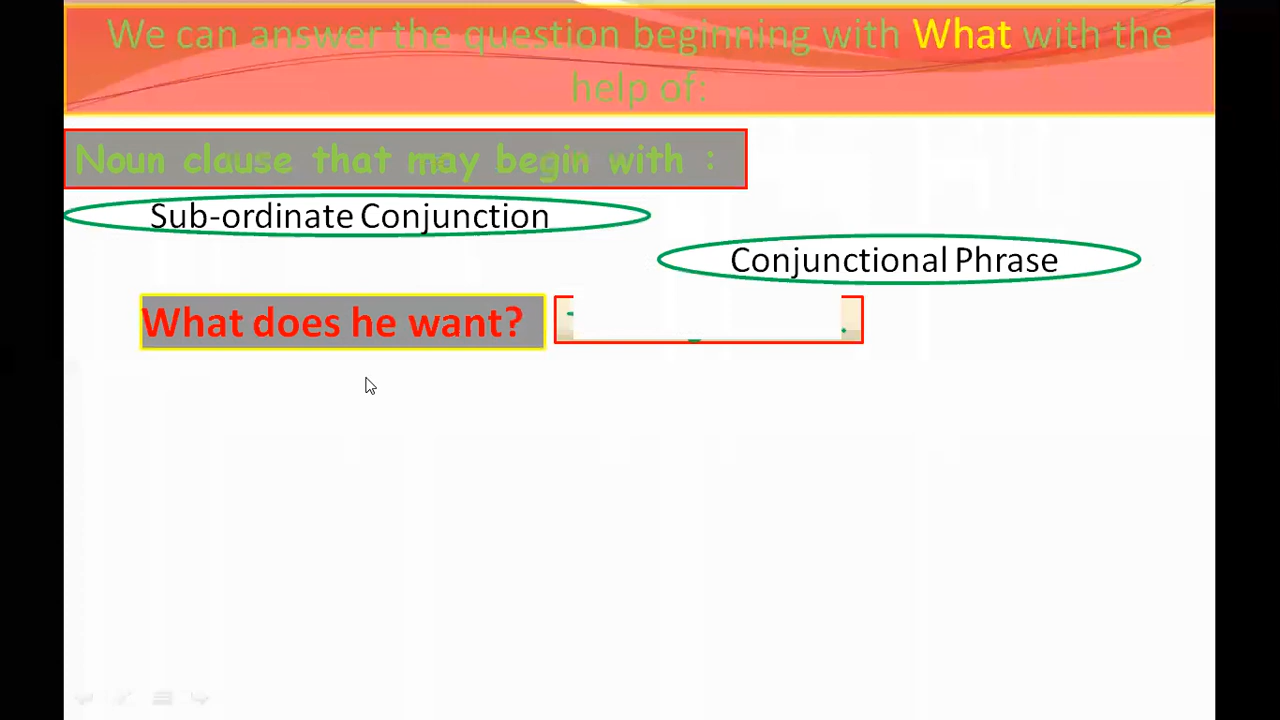 We can answer the question beginning with What with the
help of:
Noun clause that may begin with :
Sub-ordinate Conjunction
Conjunctional Phrase
What does he want?